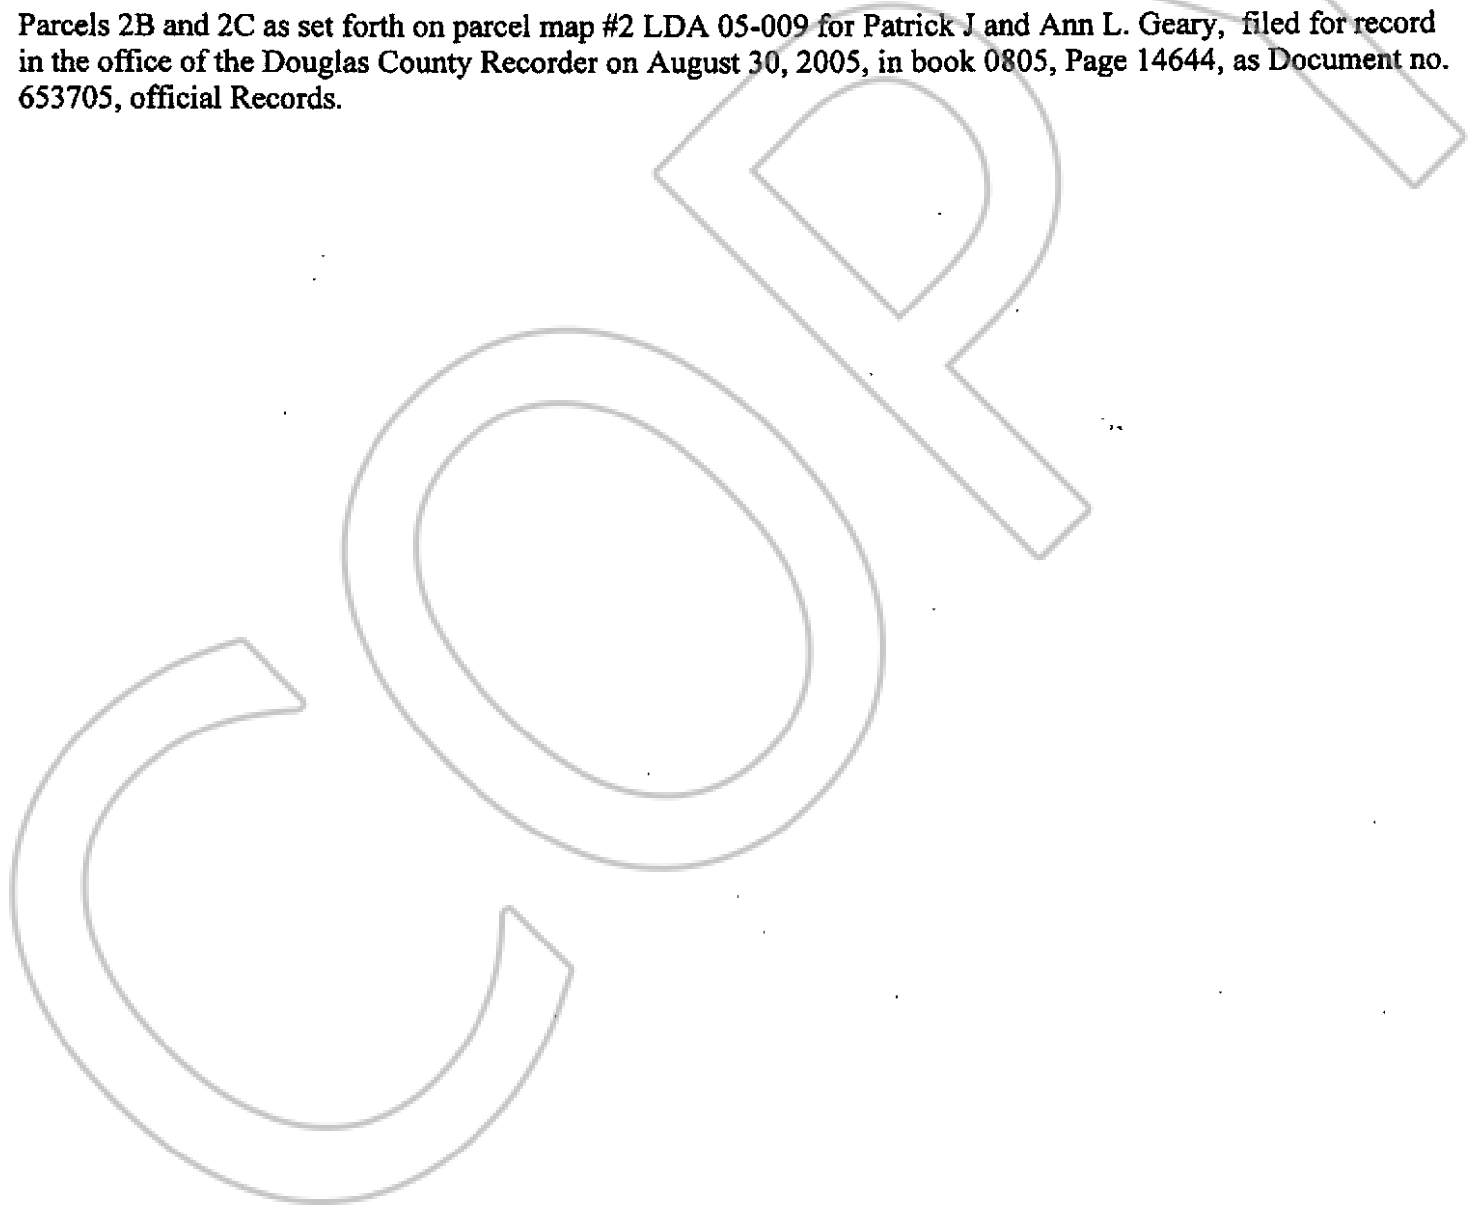 Parcels 2B and 2C as set forth on parcel map #2 LDA 05-009 for Patrick J and Ann L. Geary, filed for record
in the office of the Douglas County Recorder on August 30, 2005, in book 0805, Page 14644, as Document no.
653705, official Records.
COPY